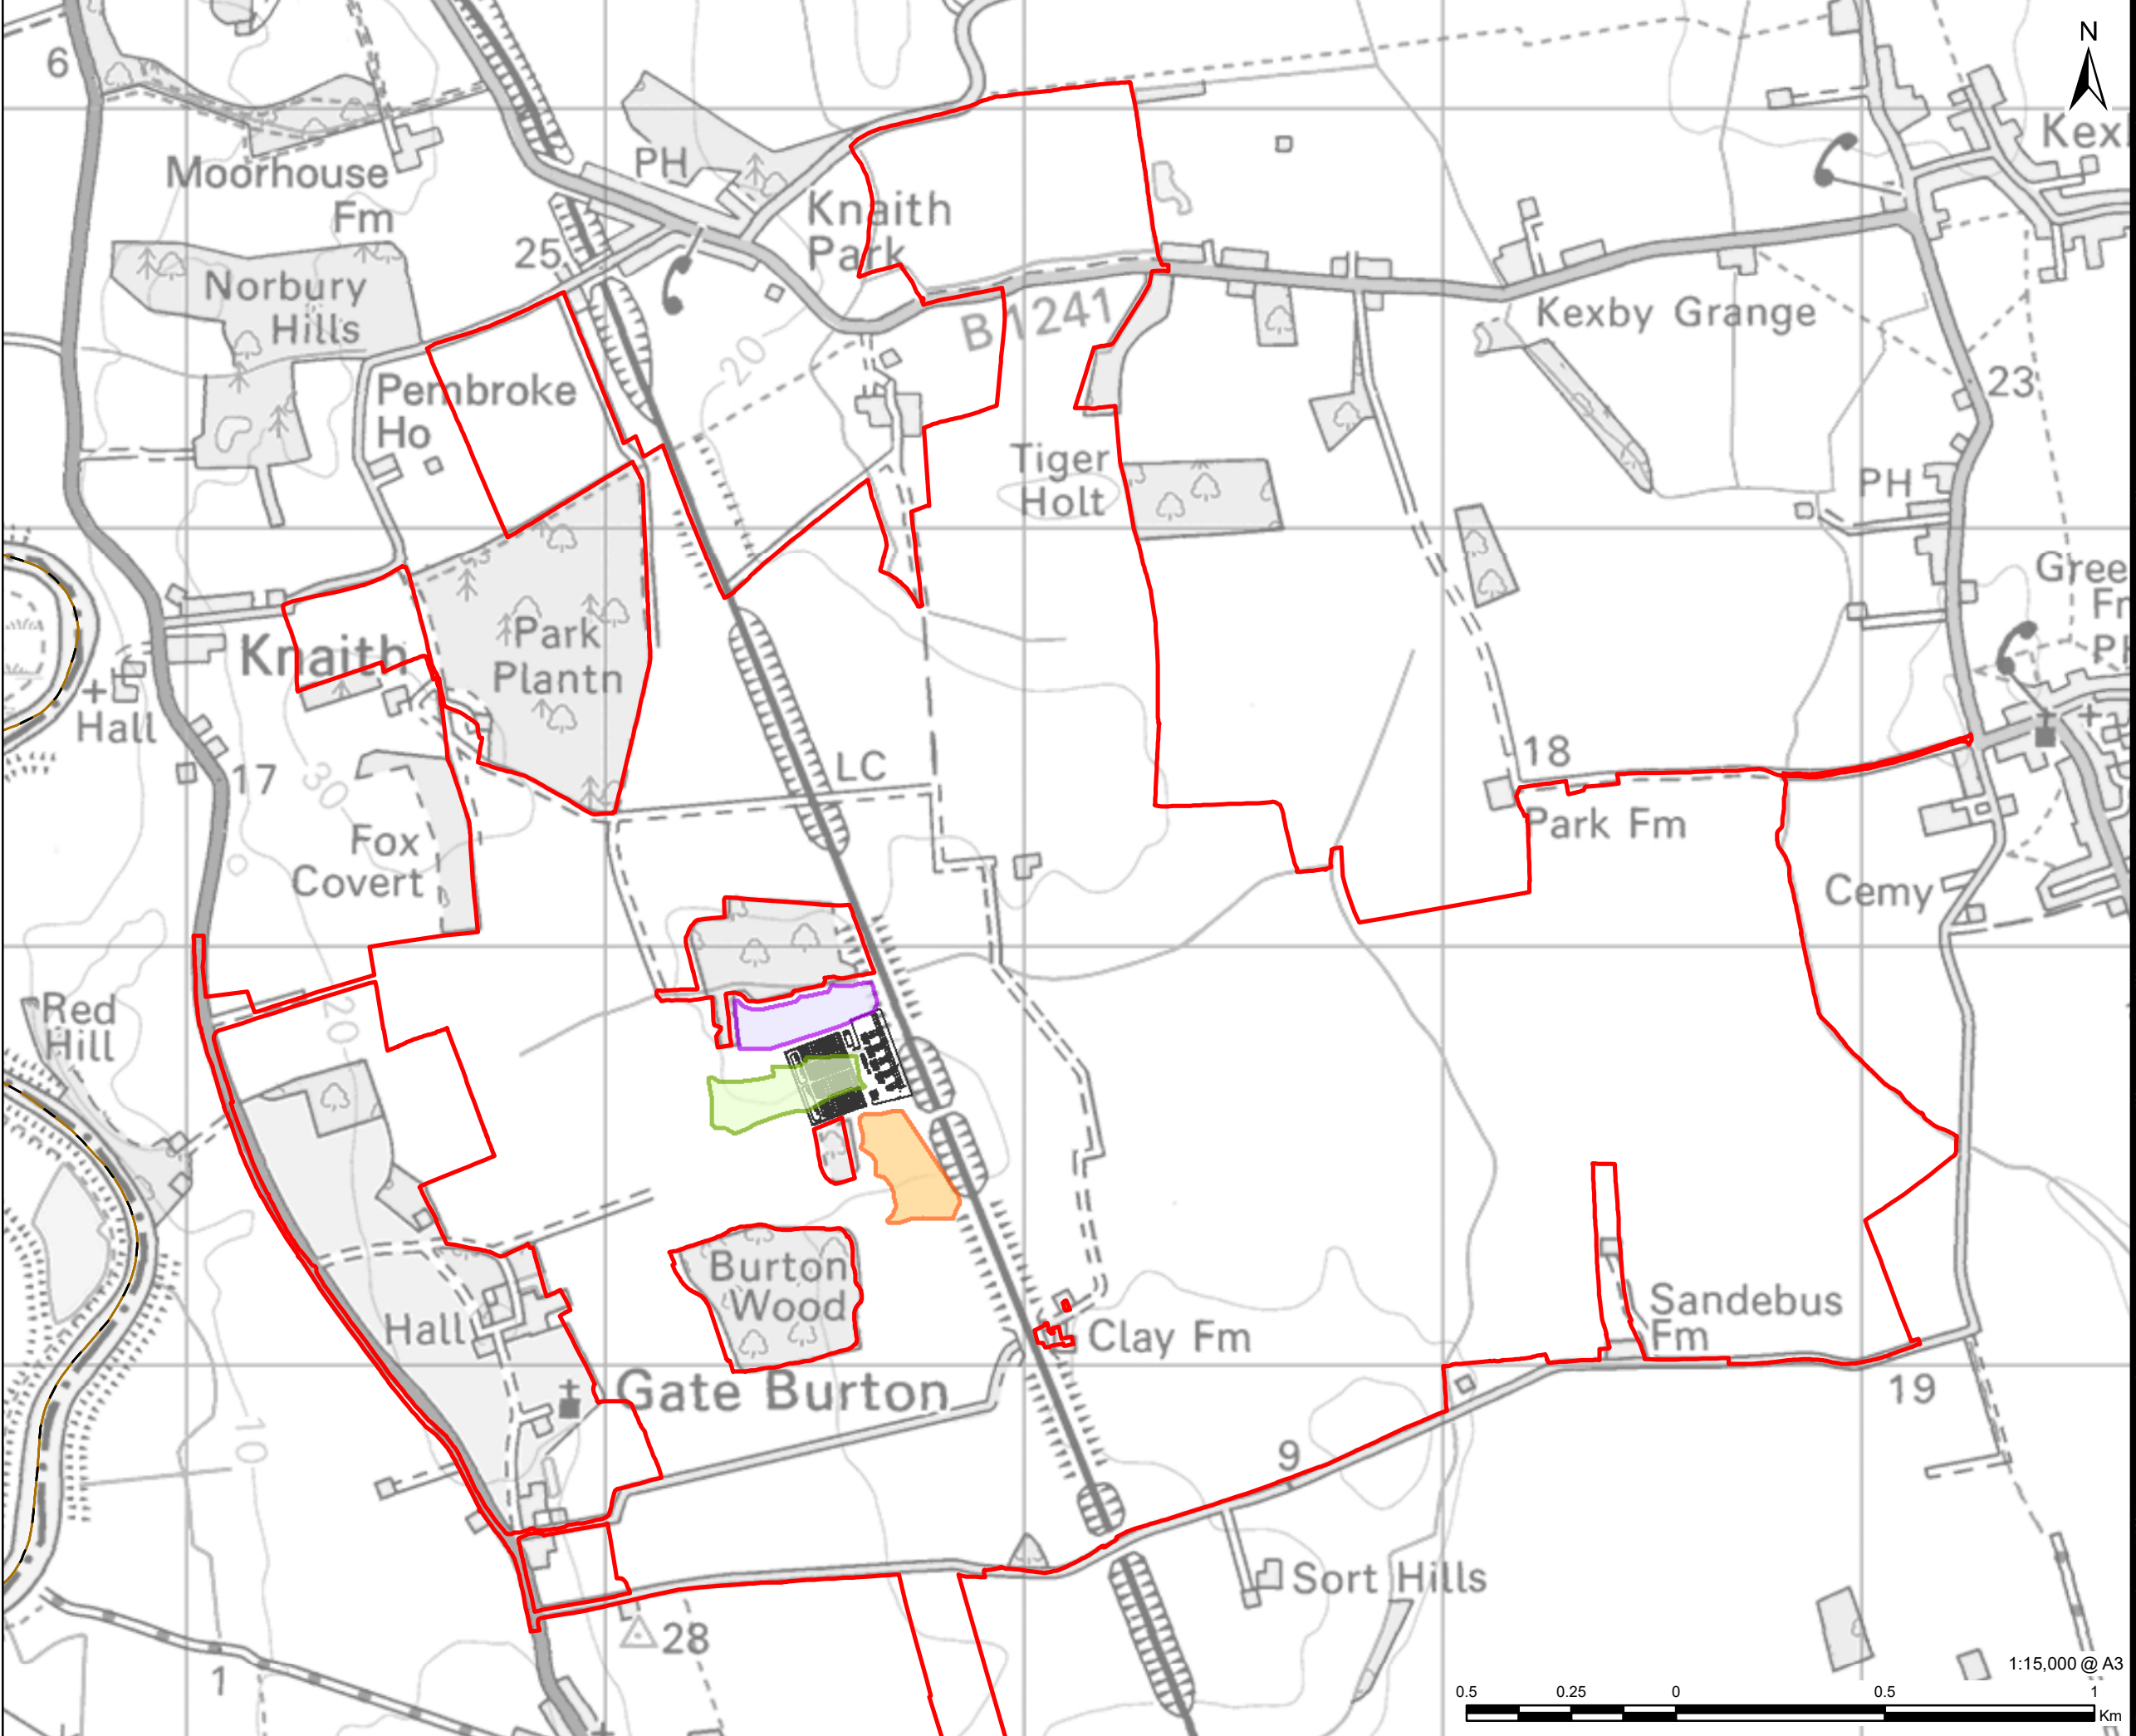 N
6
Kex
Moorhouse
Fm
PH
Knaith
Park
25
Norbury
Hills
B 1241
Kexby Grange
20
Pembroke
Ho
23
Tiger
Holt
PH
Gree
Fr
PH
Park
Plantn
Knaith
Hall
17
30
LC
18
Park Fm
Fox
Covert
Cemy
Red
Hill
20
Burton
Wood
Hall
Clay Fm
Sandebus
Fm
Gate Burton
19
10
9
Sort Hills
28
1
1:15,000 @ A3
0.5 0.25 0 0.5 1
Km